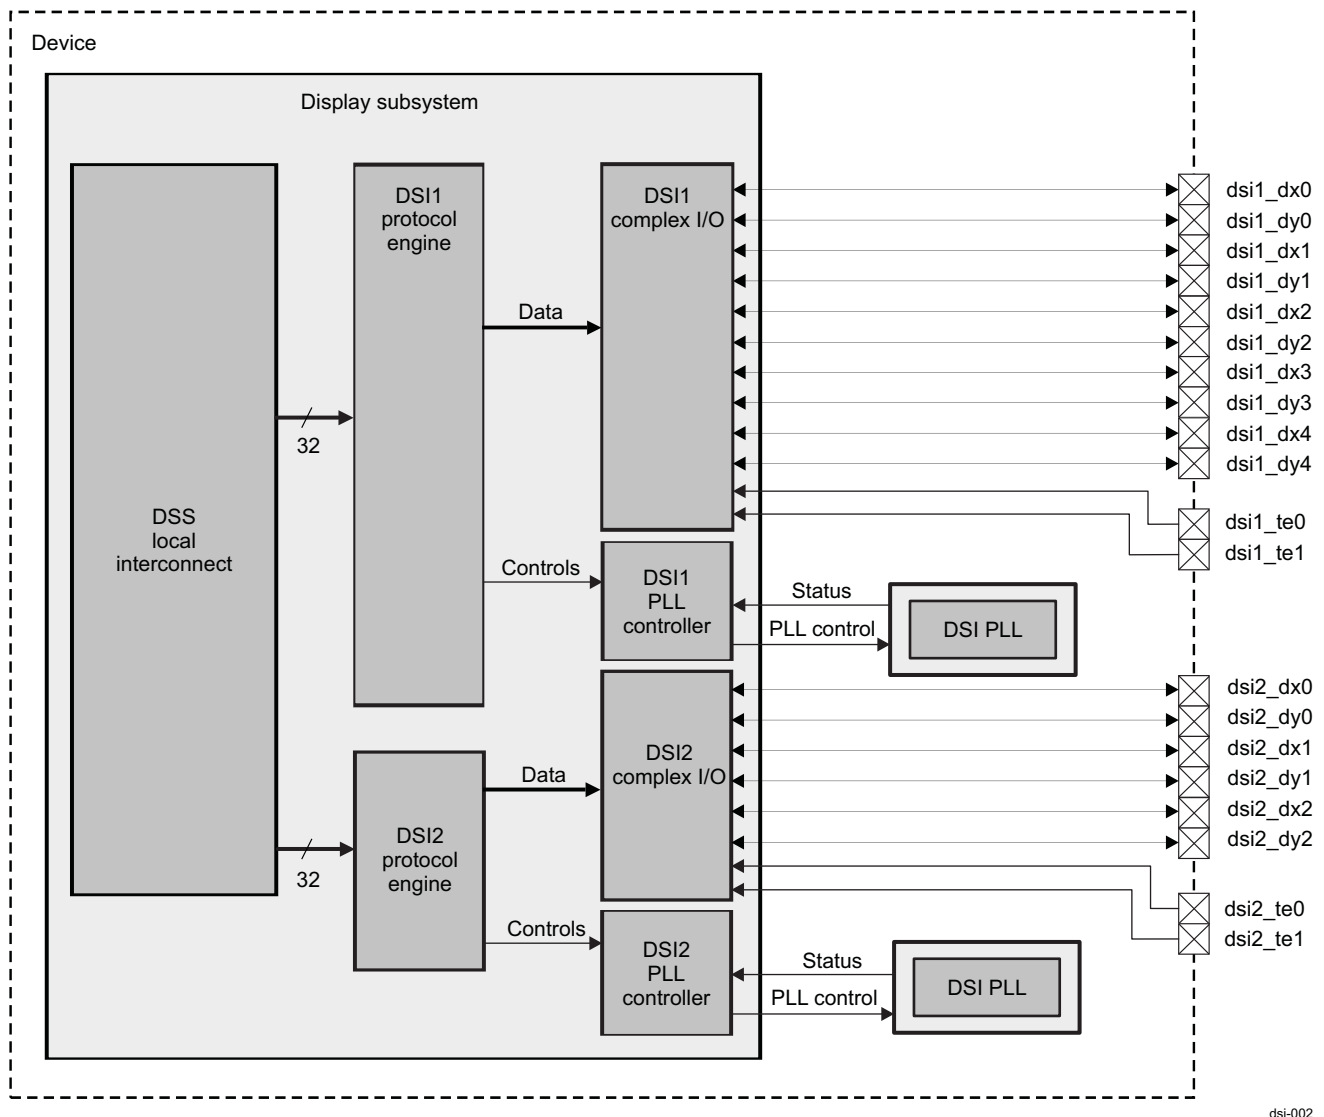 Device
Display subsystem
DSS
local
interconnect
32
32
DSI1
protocol
engine
Data
Controls
DSI1
complex I/O
DSI1
PLL
controller
Status
PLL control
DSI PLL
dsi1_dx0
dsi1_dy0
dsi1_dx1
dsi1_dy1
dsi1_dx2
dsi1_dy2
dsi1_dx3
dsi1_dy3
dsi1_dx4
dsi1_dy4
dsi1_te0
dsi1_te1
DSI2
protocol
engine
Data
Controls
DSI2
complex I/O
DSI2
PLL
controller
Status
PLL control
DSI PLL
dsi2_dx0
dsi2_dy0
dsi2_dx1
dsi2_dy1
dsi2_dx2
dsi2_dy2
dsi2_te0
dsi2_te1
dsi-002